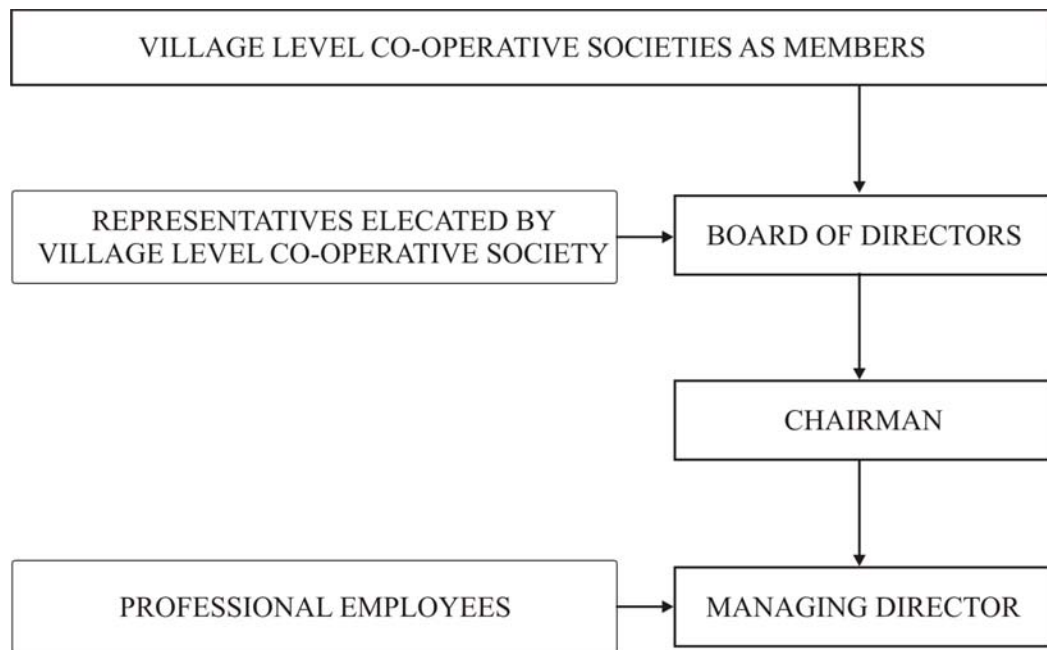 VILLAGE LEVEL CO-OPERATIVE SOCIETIES AS MEMBERS
REPRESENTATIVES ELECATED BY
VILLAGE LEVEL CO-OPERATIVE SOCIETY
BOARD OF DIRECTORS
CHAIRMAN
PROFESSIONAL EMPLOYEES
MANAGING DIRECTOR